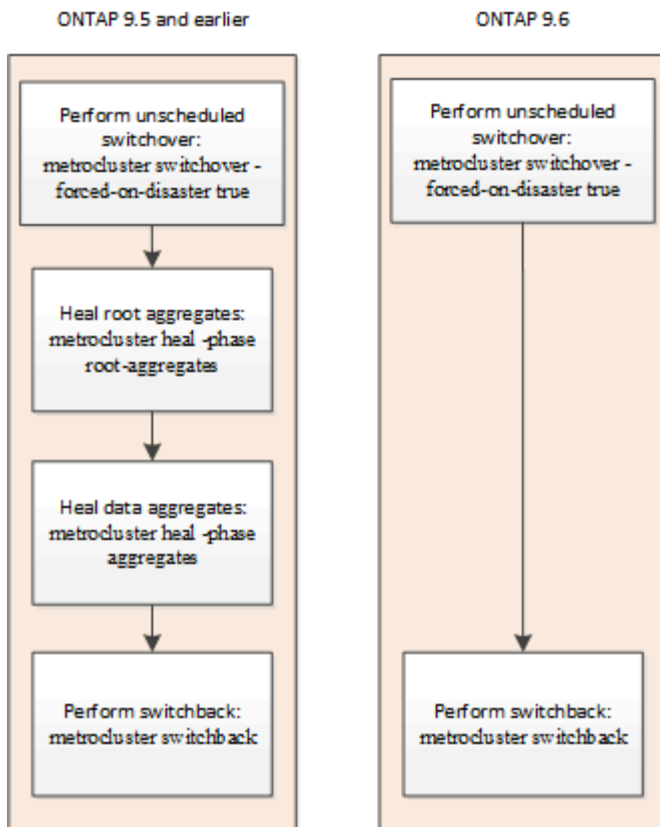 ONTAP 9.5 and earlier
Perform unscheduled
switchover:
metrocluster switchover -
forced-on-disaster true
Heal root aggregates:
metrocluster heal -phase
root-aggregates
Heal data aggregates:
metrocluster heal -phase
aggregates
Perform switchback:
metrocluster switchback
ONTAP 9.6
Perform unscheduled
switchover:
metrocluster switchover -
forced-on-disaster true
Perform switchback:
metrocluster switchback